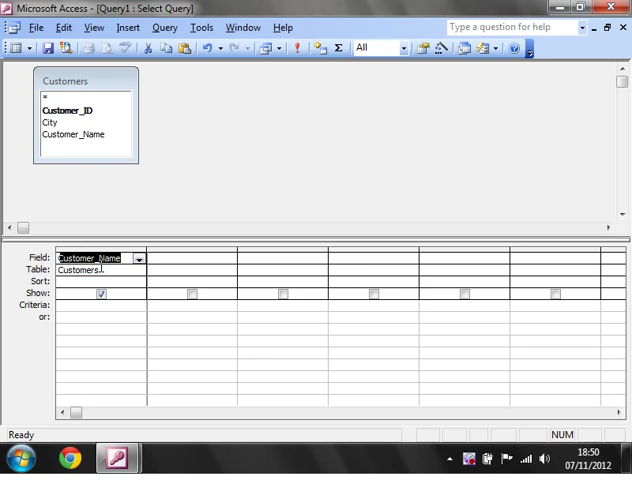 Microsoft Access - [Query1 : Select Query]
File Edit View Insert Query Tools Window Help
Type a question for help
All
Customers
*
Customer_ID
City
Customer_Name
Field: Customer_Name
Table: Customers
Sort:
Show:
Criteria:
or:
Ready
NUM
18:50
07/11/2012